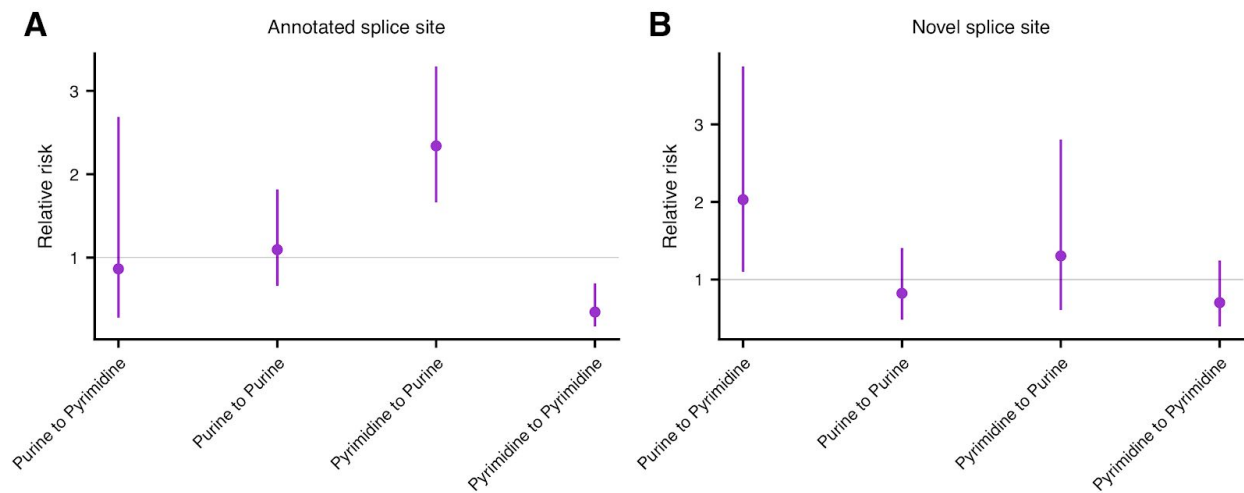 A
Annotated splice site
Relative risk
3
2
1
Purine to Pyrimidine
Purine to Purine
Pyrimidine to Purine
Pyrimidine to Pyrimidine
B
Novel splice site
Relative risk
3
2
1
Purine to Pyrimidine
Purine to Purine
Pyrimidine to Purine
Pyrimidine to Pyrimidine